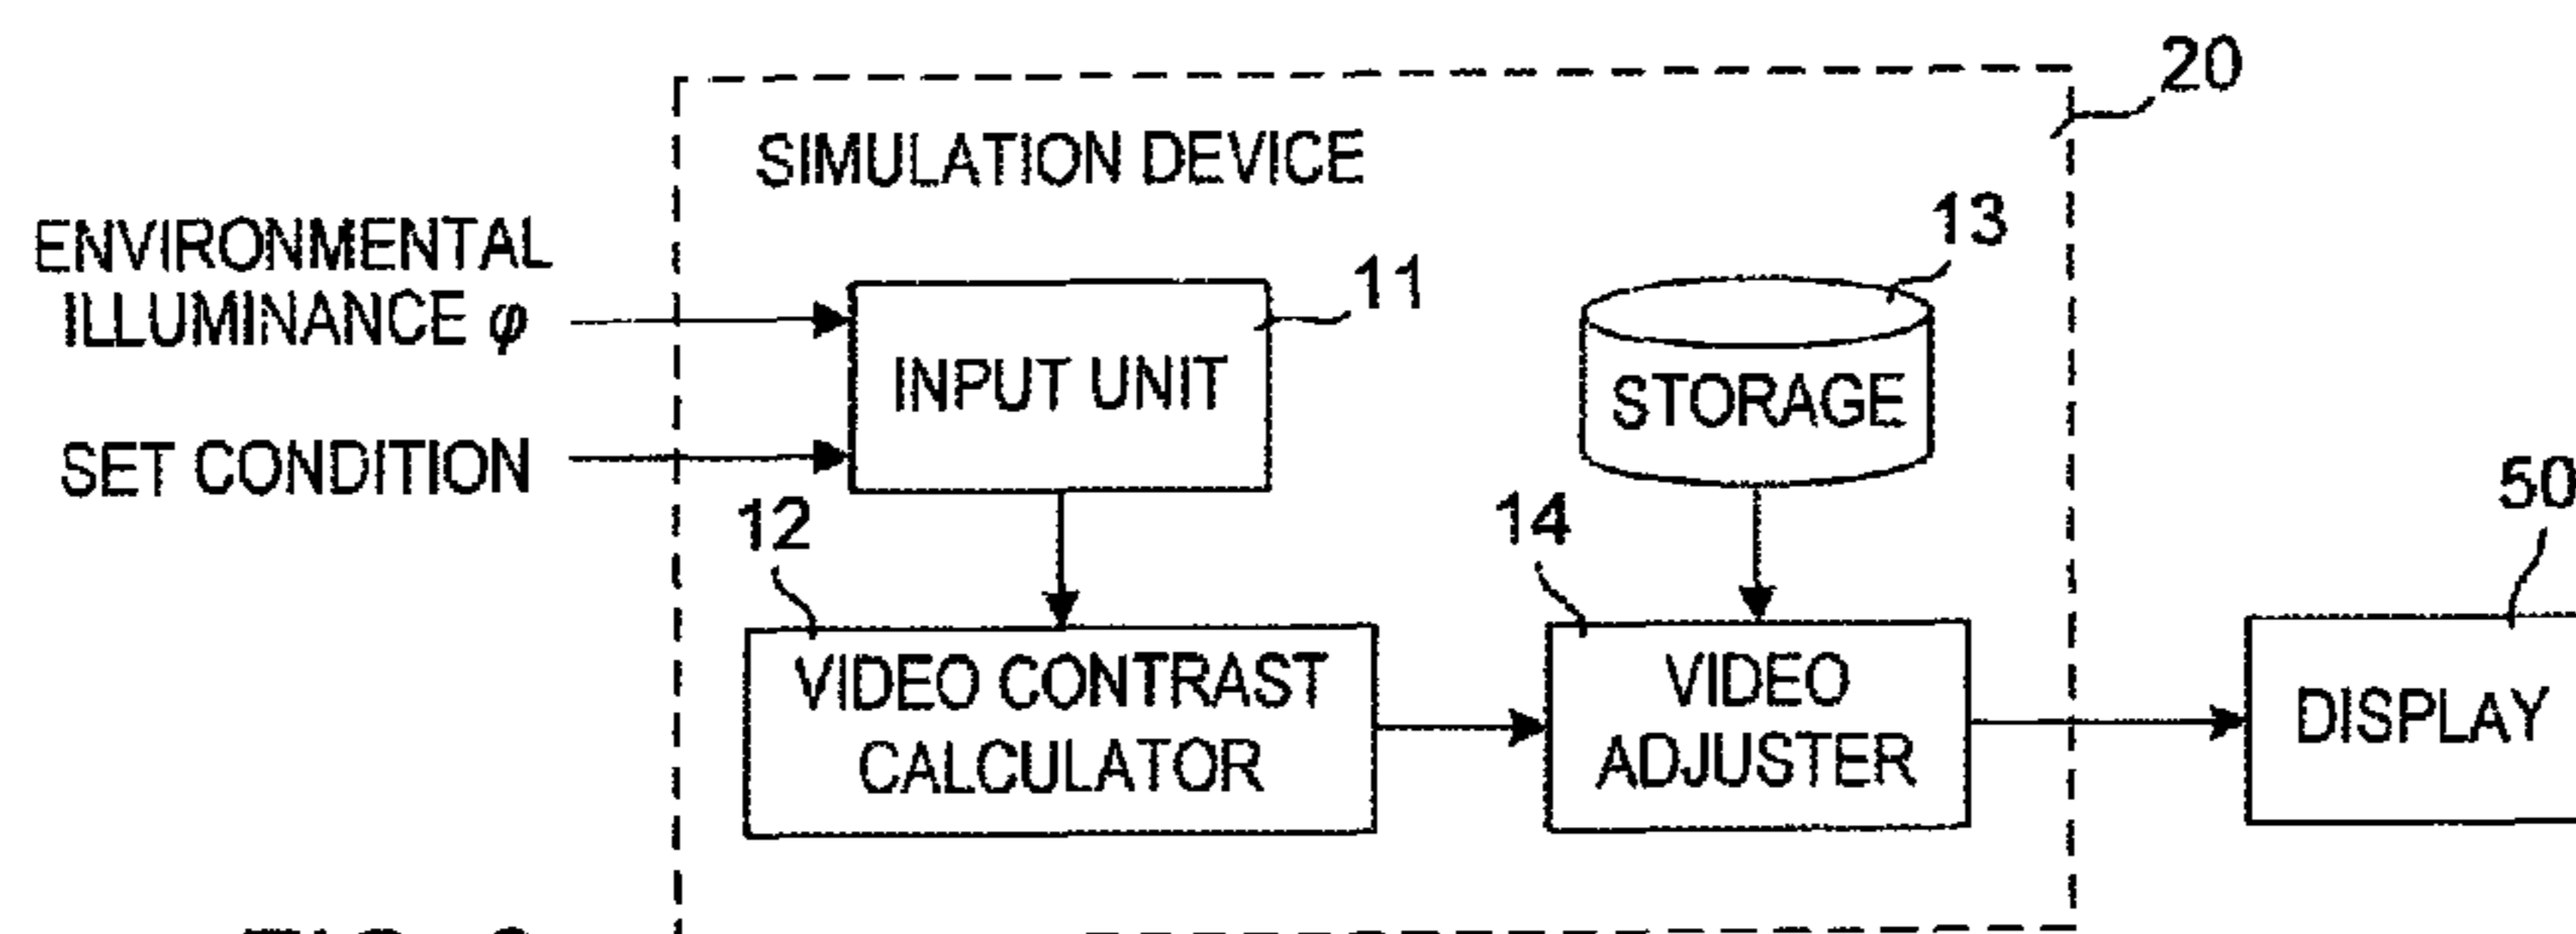 20
SIMULATION DEVICE
13
ENVIRONMENTAL
ILLUMINANCE φ
11
INPUT UNIT
STORAGE
SET CONDITION
12
14
50
VIDEO CONTRAST
CALCULATOR
VIDEO
ADJUSTER
DISPLAY